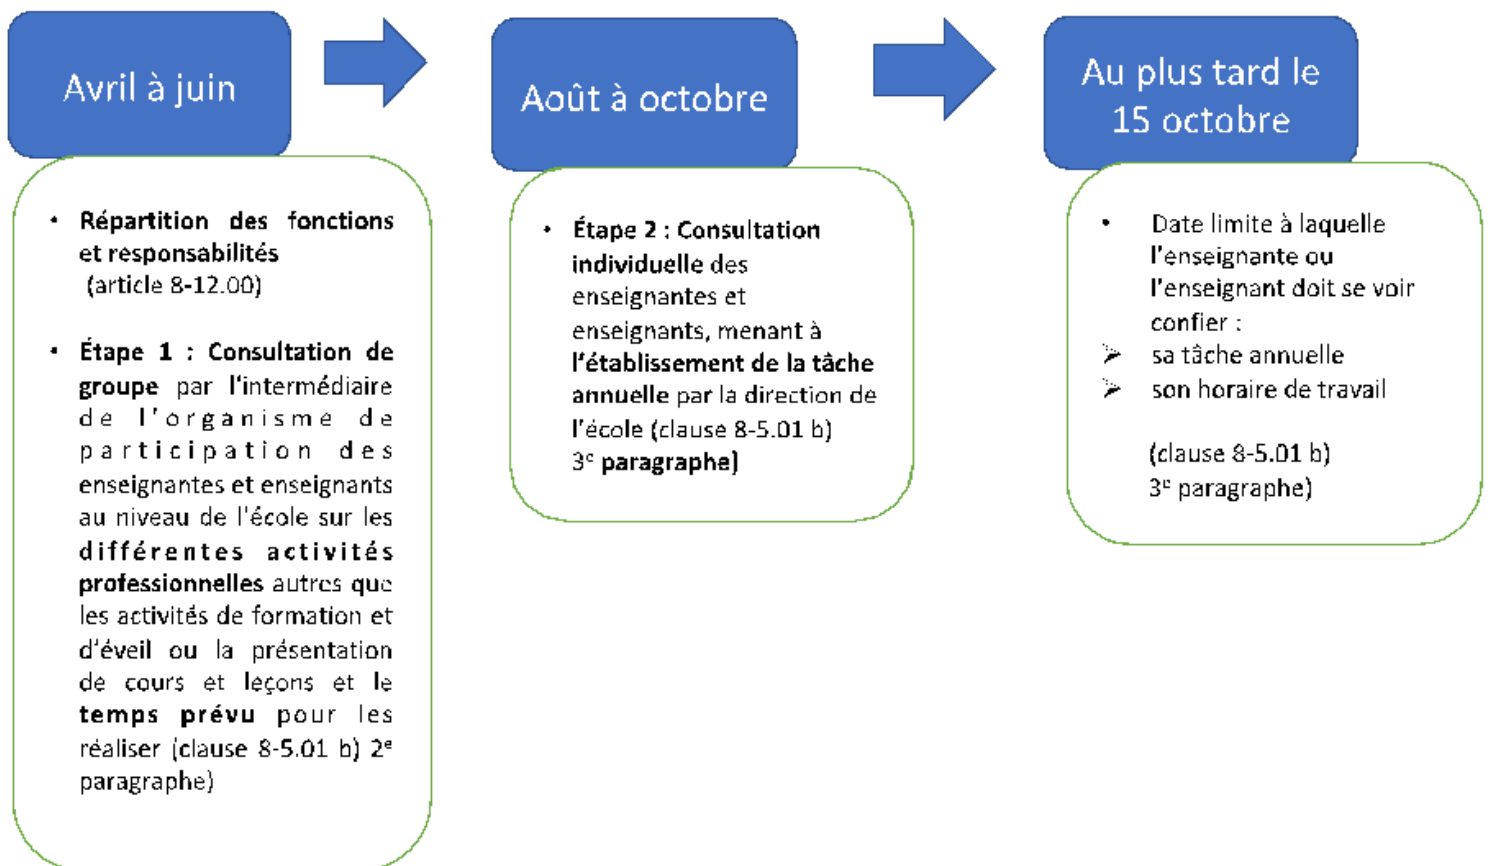 Avril à juin
• Répartition des fonctions
et responsabilités
(article 8-12.00)
• Étape 1 : Consultation de
groupe par l'intermédiaire
de l'organisme de
participation des
enseignantes et enseignants
au niveau de l'école sur les
différentes activités
professionnelles autres que
les activités de formation et
d'éveil ou la présentation
de cours et leçons et le
temps prévu pour les
réaliser (clause 8-5.01 b) 2e
paragraphe)
Août à octobre
• Étape 2 : Consultation
individuelle des
enseignantes et
enseignants, menant à
l'établissement de la tâche
annuelle par la direction de
l'école (clause 8-5.01 b)
3e paragraphe)
Au plus tard le
15 octobre
• Date limite à laquelle
l'enseignante ou
l'enseignant doit se voir
confier :
➢ sa tâche annuelle
➢ son horaire de travail
(clause 8-5.01 b)
3e paragraphe)